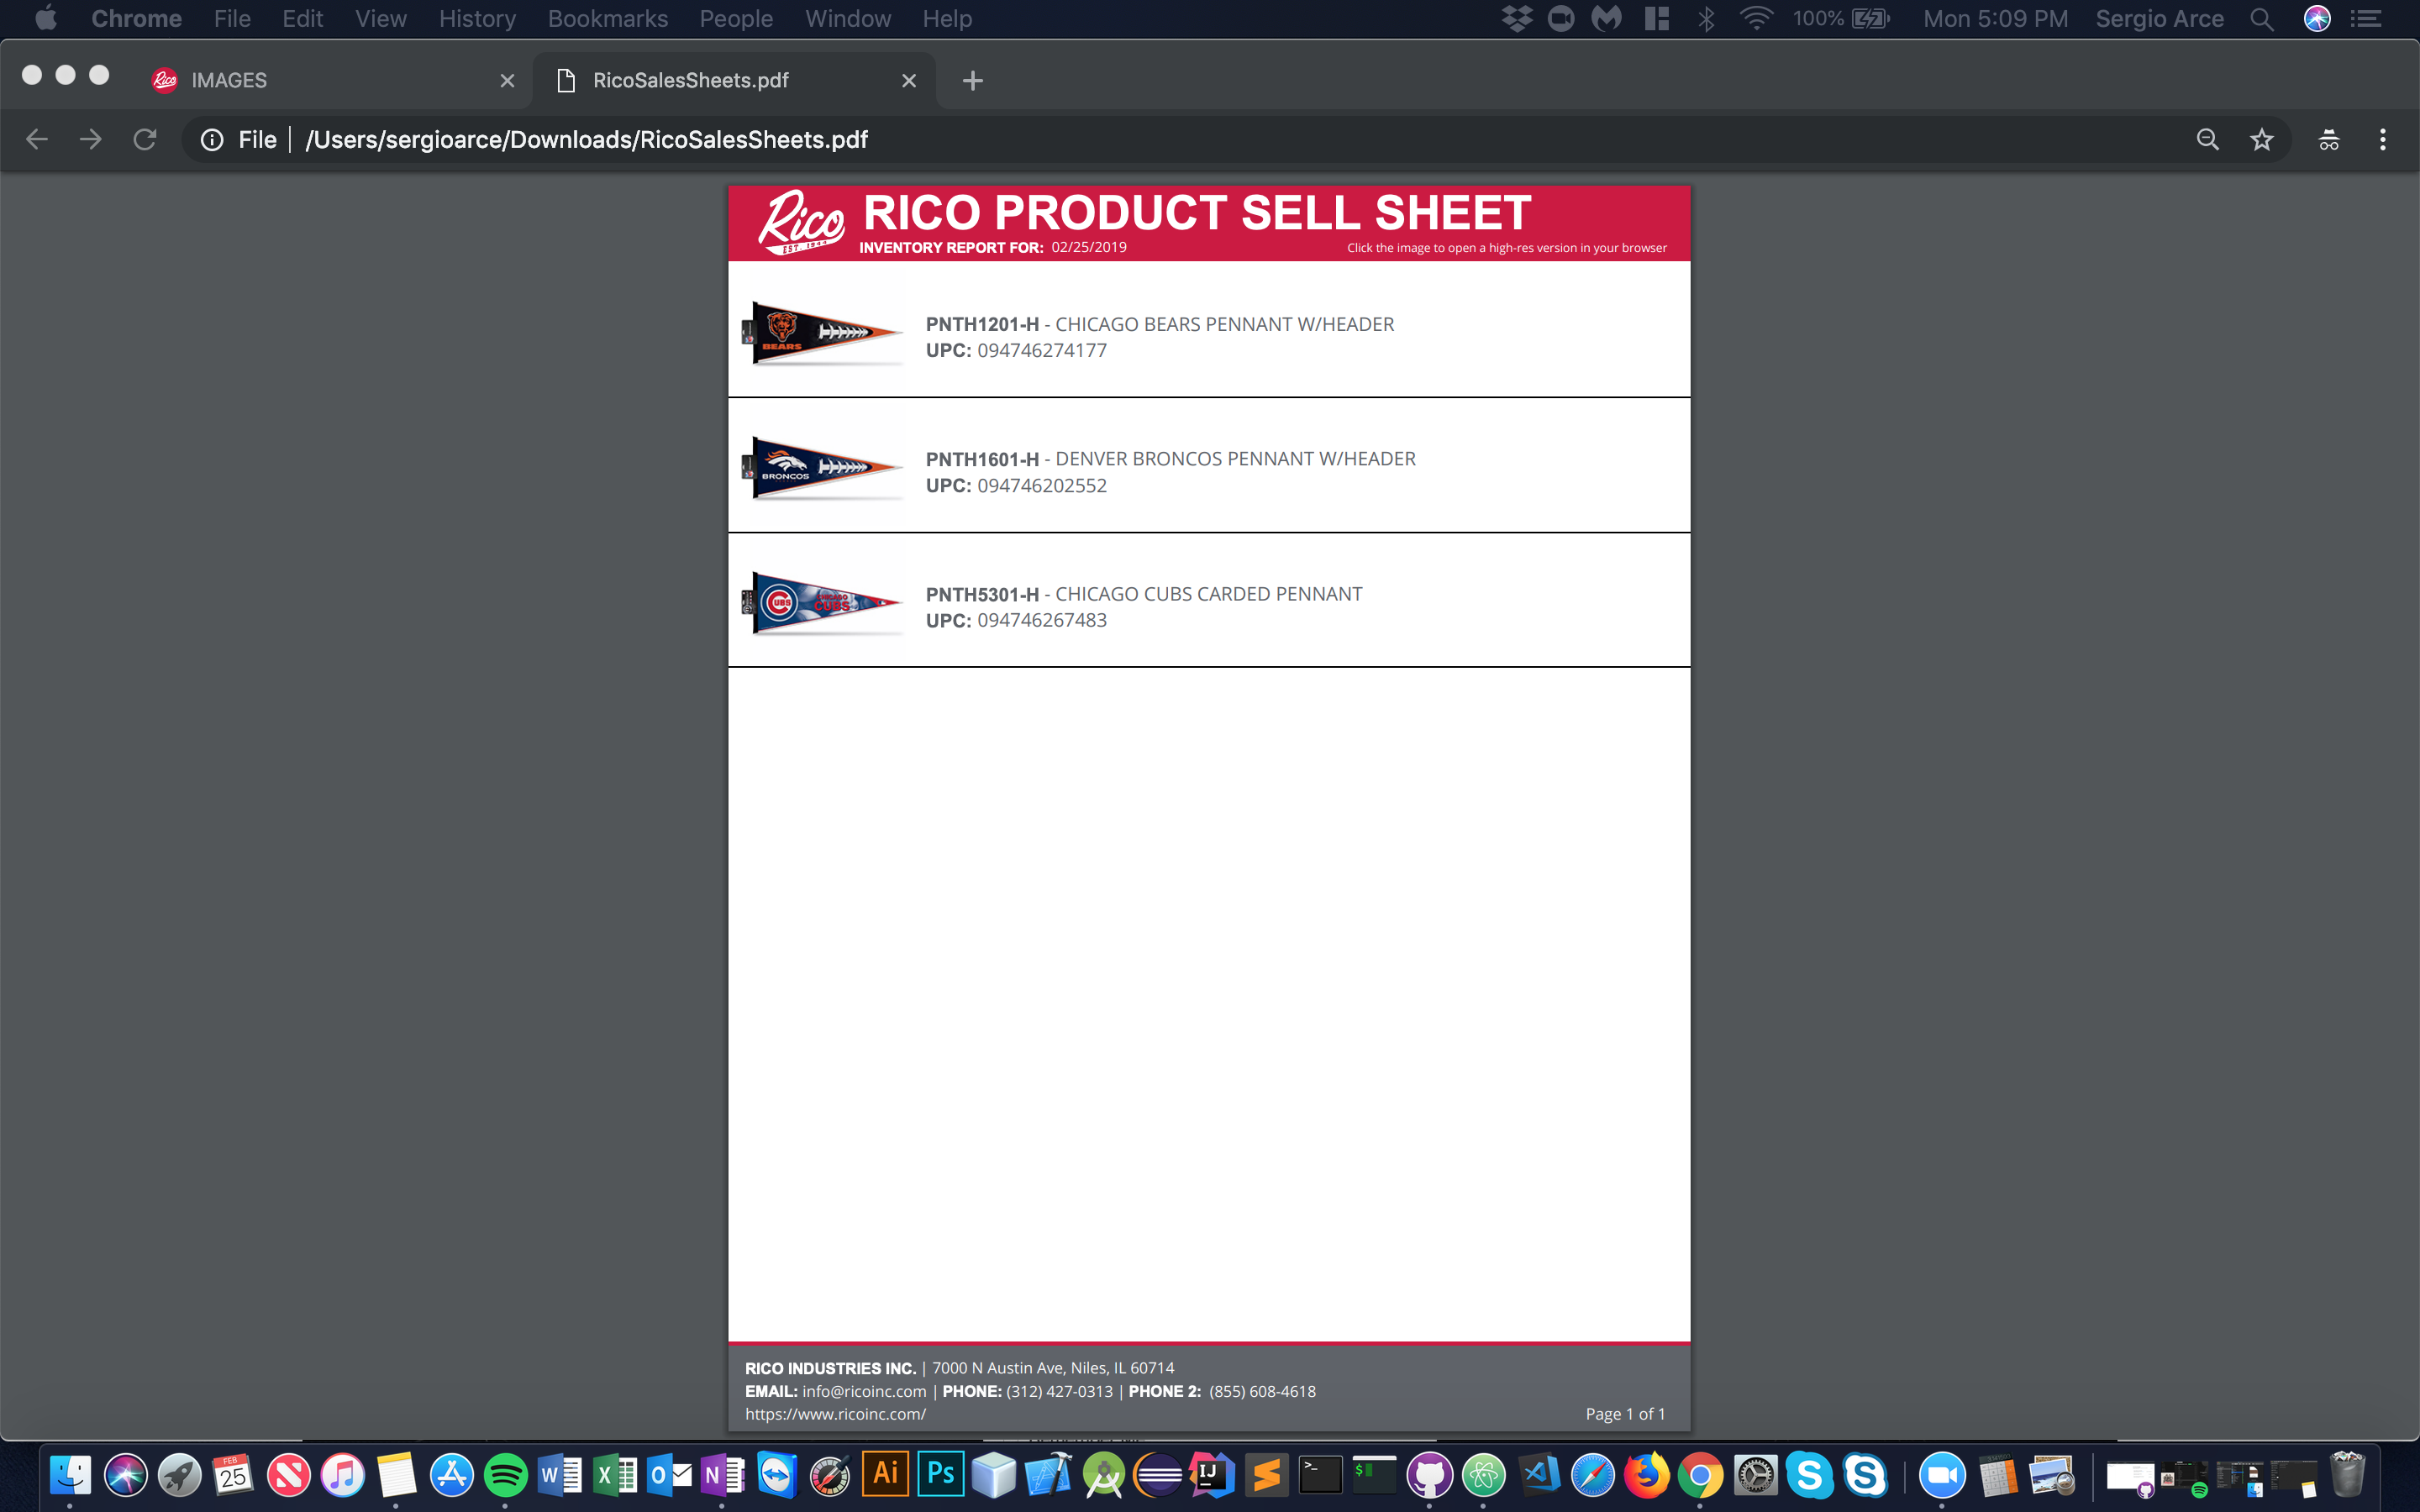 Chrome File Edit View History Bookmarks People Window Help 100% Mon 5:09 PM Sergio Arce
Rico IMAGES RicoSalesSheets.pdf
File /Users/sergioarce/Downloads/RicoSalesSheets.pdf
Rico
EST. 1944
RICO PRODUCT SELL SHEET
INVENTORY REPORT FOR: 02/25/2019 Click the image to open a high-res version in your browser
BEARS
PNTH1201-H - CHICAGO BEARS PENNANT W/HEADER
UPC: 094746274177
BRONCOS
PNTH1601-H - DENVER BRONCOS PENNANT W/HEADER
UPC: 094746202552
CUBS CHICAGO
CUBS
PNTH5301-H - CHICAGO CUBS CARDED PENNANT
UPC: 094746267483
RICO INDUSTRIES INC. | 7000 N Austin Ave, Niles, IL 60714
EMAIL: info@ricoinc.com | PHONE: (312) 427-0313 | PHONE 2: (855) 608-4618
https://www.ricoinc.com/ Page 1 of 1
FEB
25 W X O N Ai Ps IJ >_ $ S S